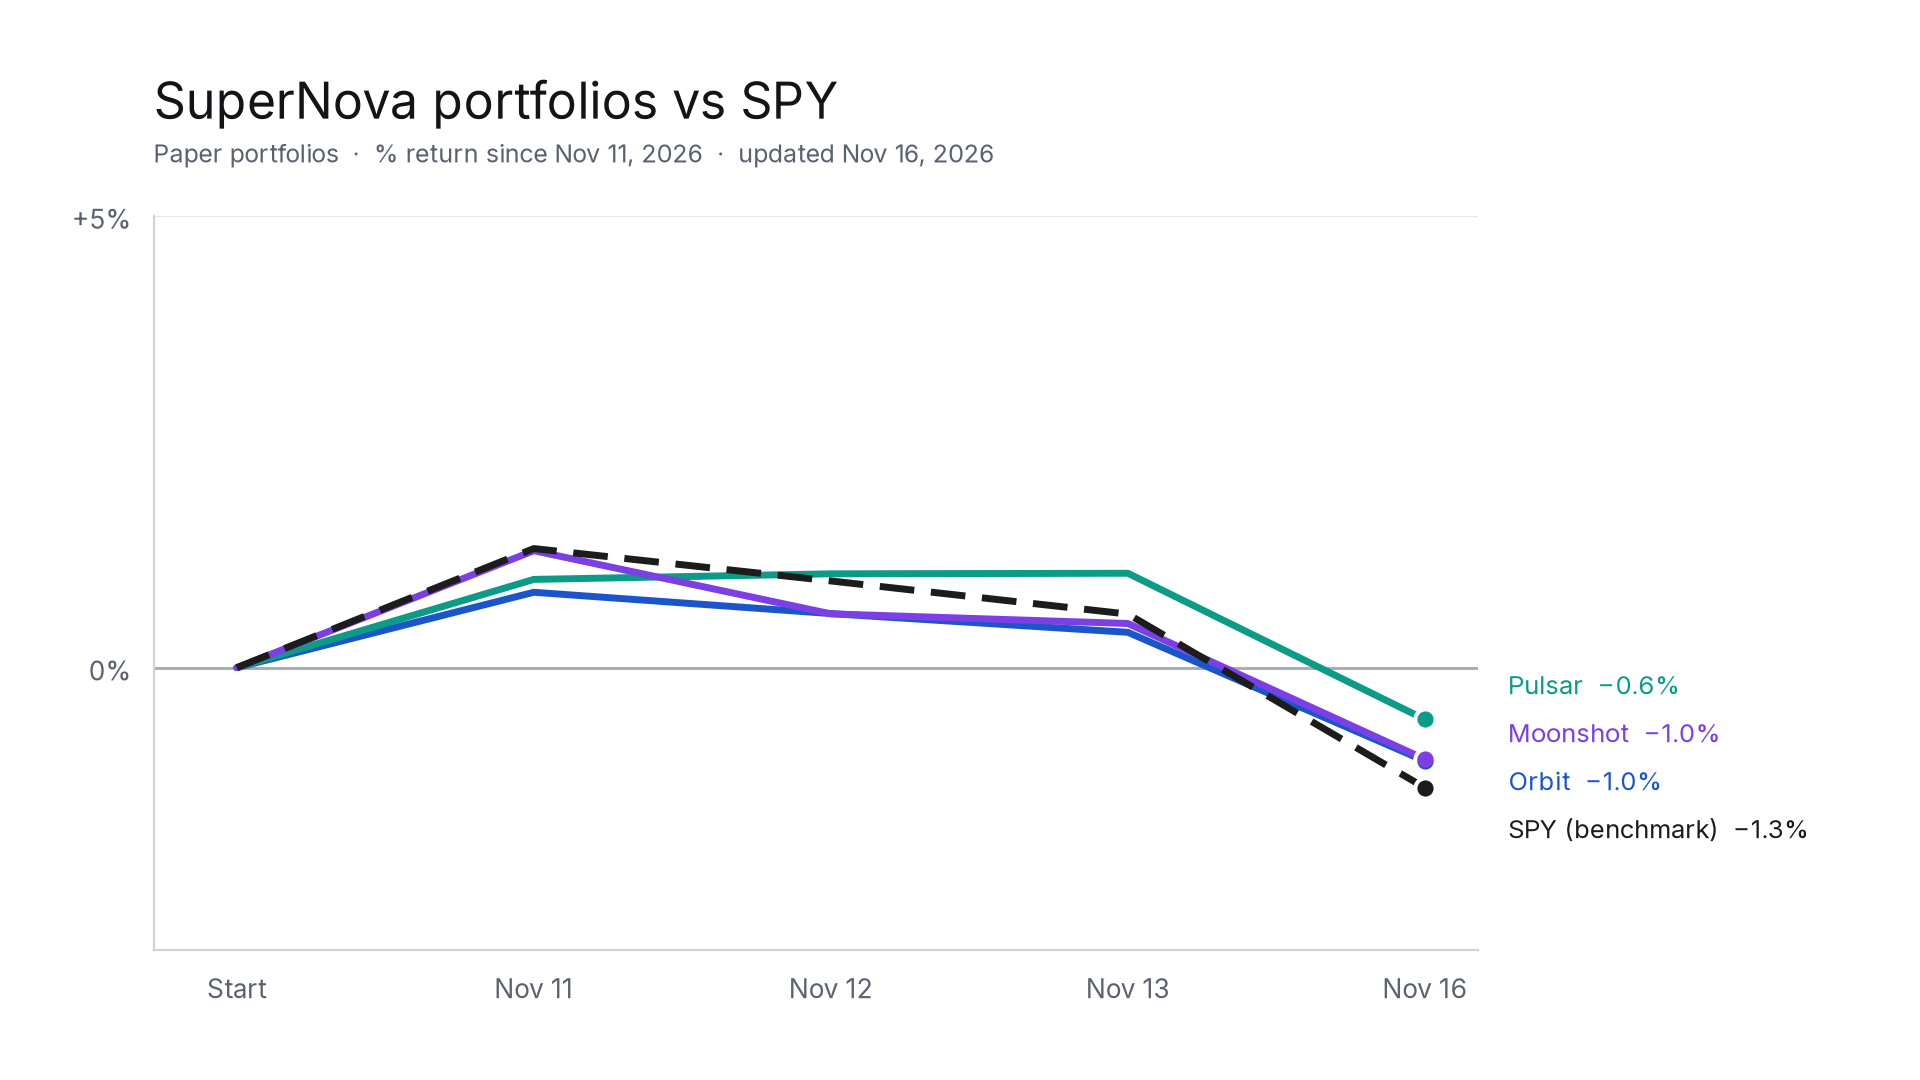 SuperNova portfolios vs SPY
Paper portfolios · % return since Nov 11, 2026 · updated Nov 16, 2026
+5%
0%
Pulsar −0.6%
Moonshot −1.0%
Orbit −1.0%
SPY (benchmark) −1.3%
Start Nov 11 Nov 12 Nov 13 Nov 16